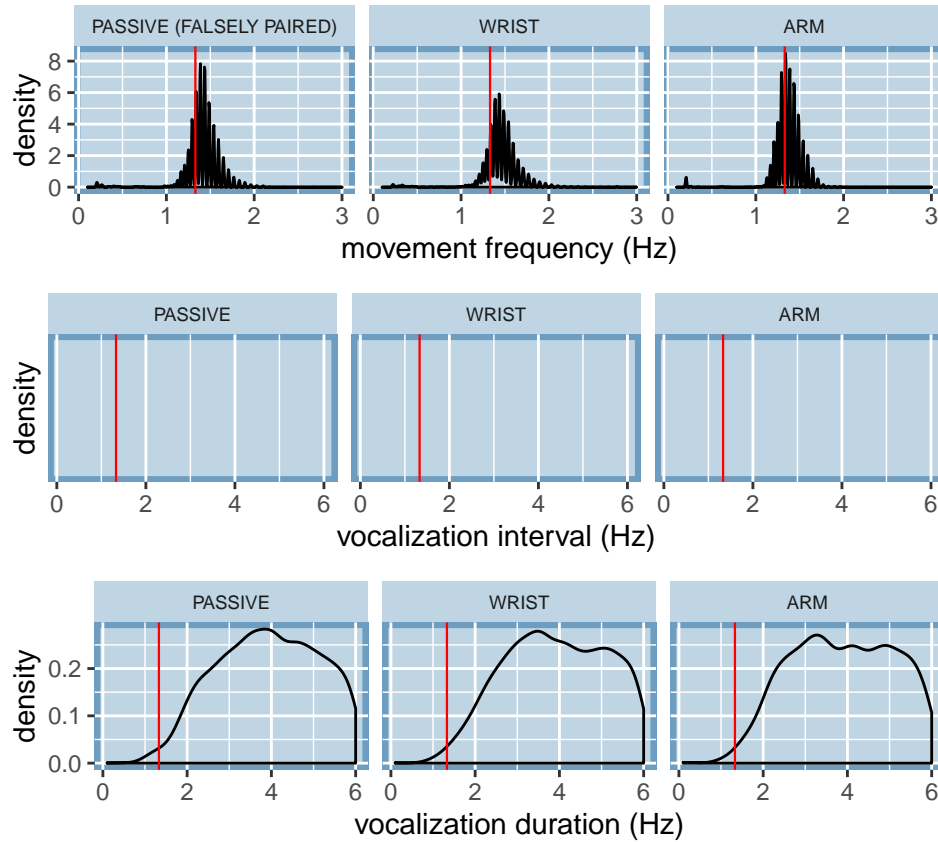 PASSIVE (FALSELY PAIRED) WRIST ARM
density
8
6
4
2
0
0 1 2 3 0 1 2 3 0 1 2 3
movement frequency (Hz)
PASSIVE WRIST ARM
density
0 2 4 6 0 2 4 6 0 2 4 6
vocalization interval (Hz)
PASSIVE WRIST ARM
density
0.2
0.1
0.0
0 2 4 6 0 2 4 6 0 2 4 6
vocalization duration (Hz)